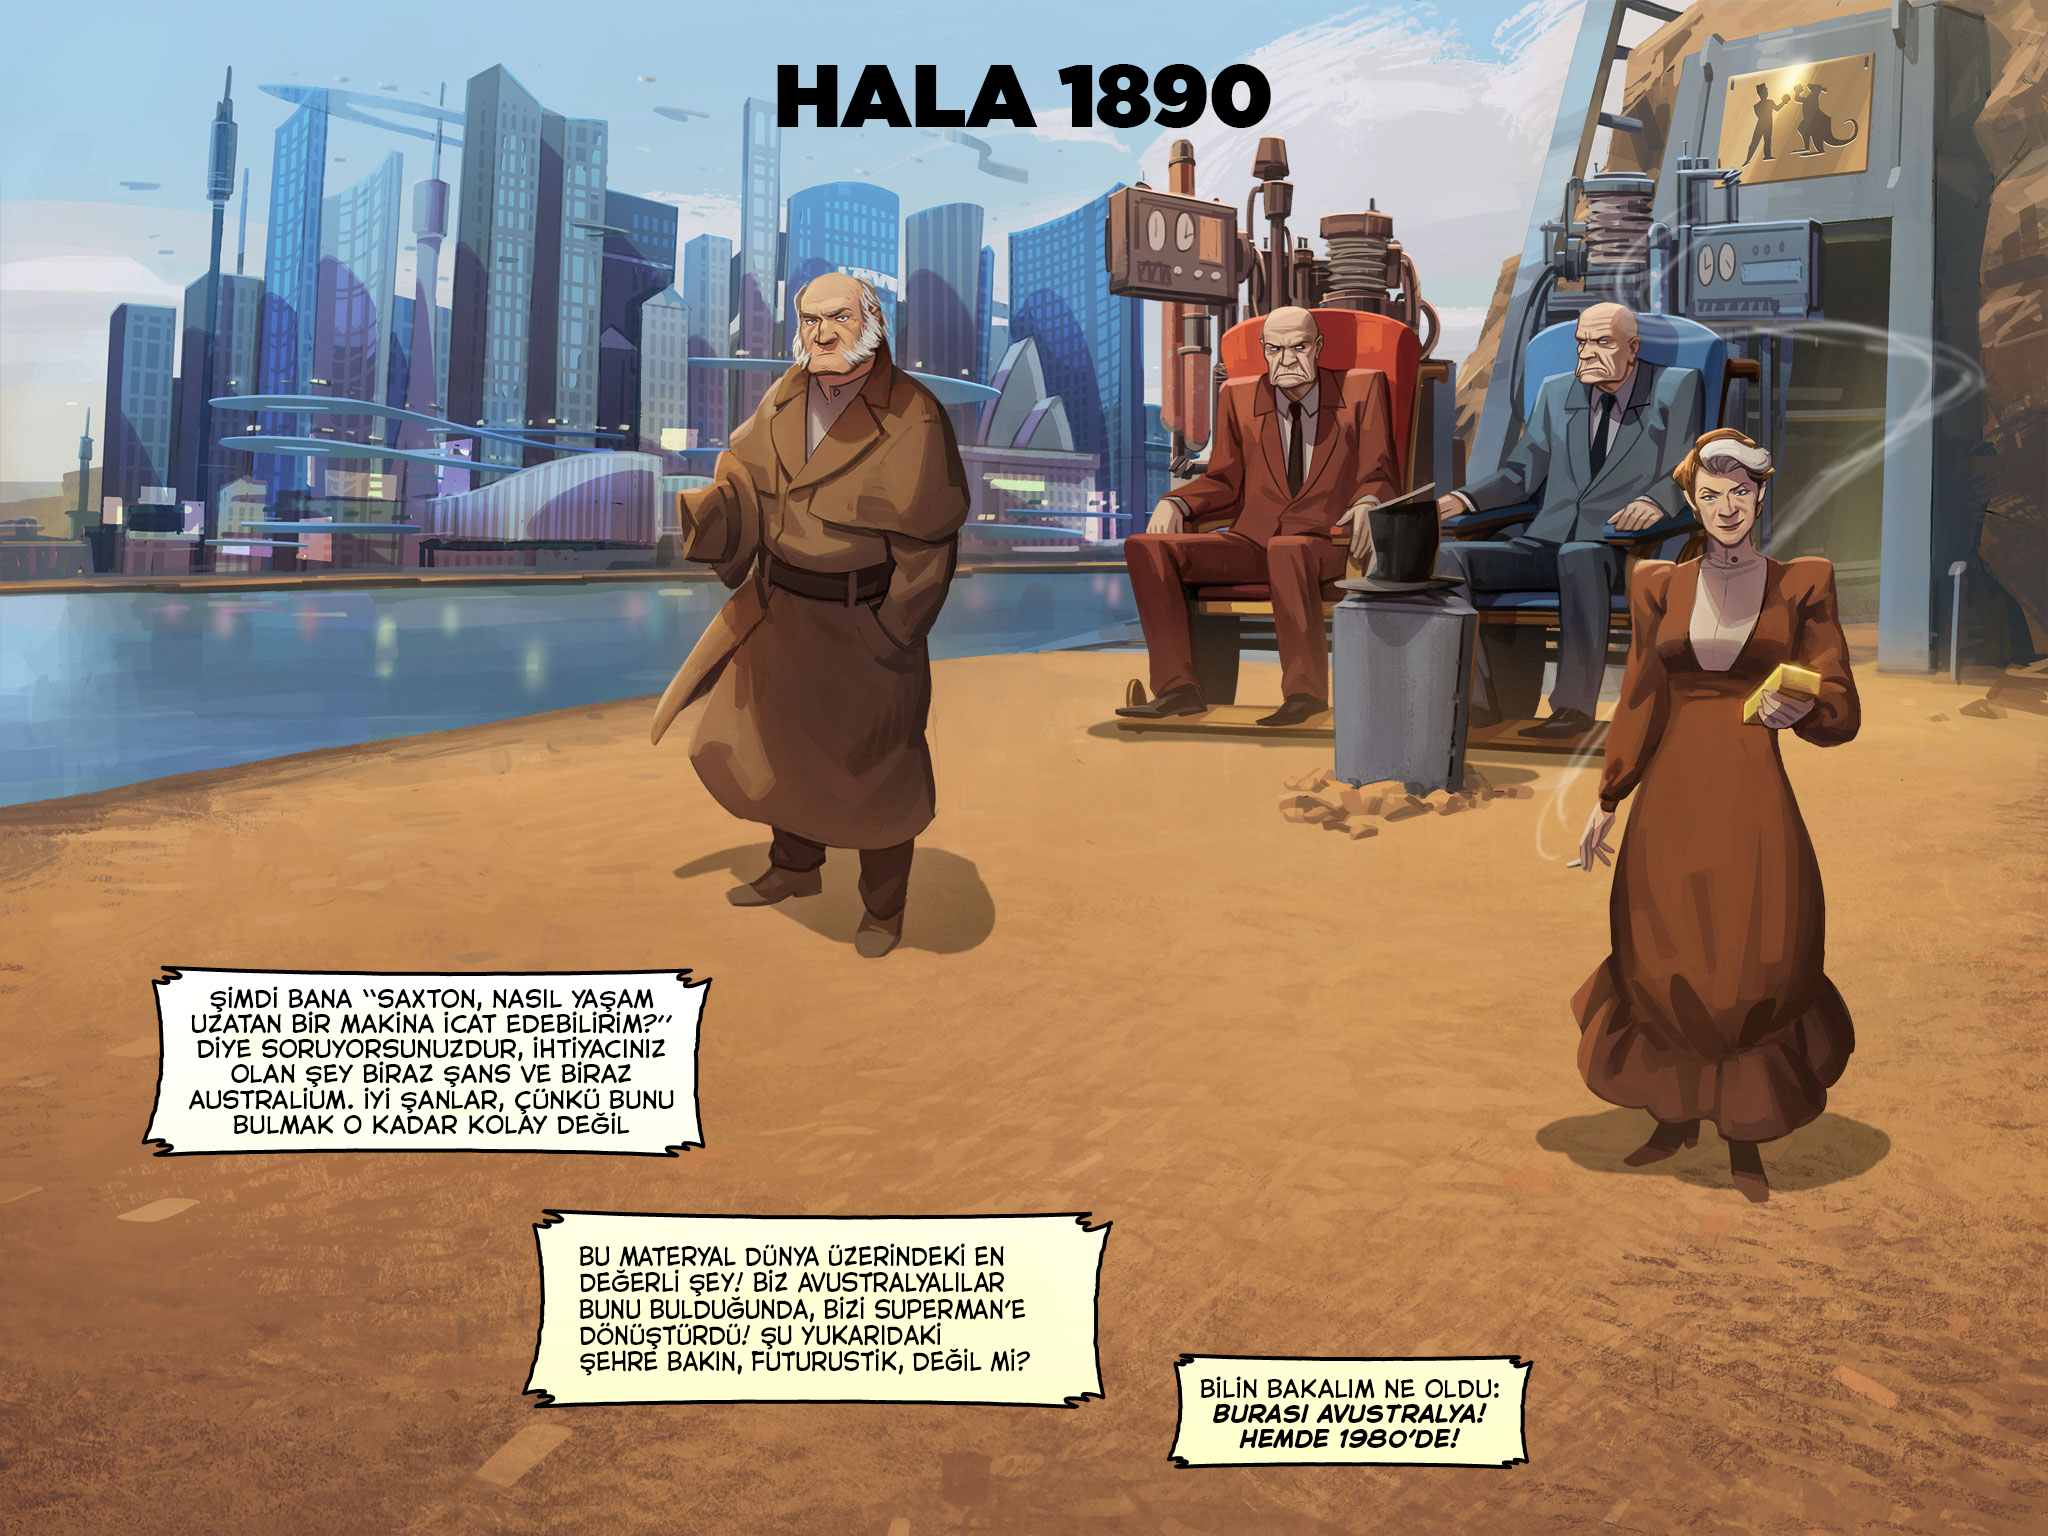 HALA 1890
ŞİMDİ BANA "SAXTON, NASIL YAŞAM
UZATAN BİR MAKİNA İCAT EDEBİLİRİM?"
DİYE SORUYORSUNUZDUR, İHTİYACINIZ
OLAN ŞEY BİRAZ ŞANS VE BİRAZ
AUSTRALİUM. İYİ ŞANLAR, ÇÜNKÜ BUNU
BULMAK O KADAR KOLAY DEĞİL
BU MATERYAL DÜNYA ÜZERİNDEKİ EN
DEĞERLİ ŞEY! BİZ AVUSTRALYALILAR
BUNU BULDUĞUNDA, BİZİ SUPERMAN'E
DÖNÜŞTÜRDÜ! ŞU YUKARIDAKİ
ŞEHRE BAKIN, FUTURUSTİK, DEĞİL Mİ?
BİLİN BAKALIM NE OLDU:
BURASI AVUSTRALYA!
HEMDE 1980'DE!